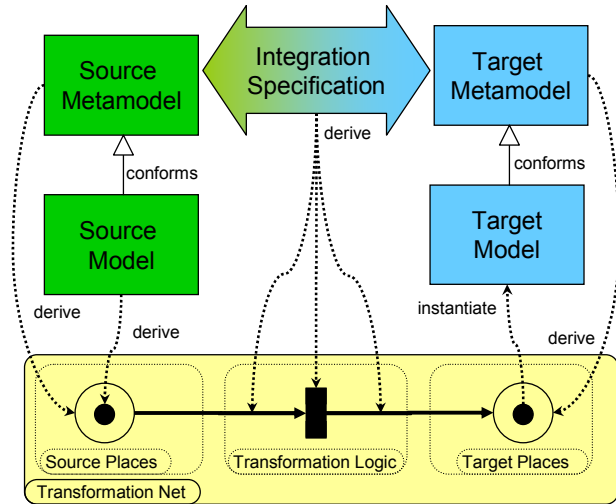 Source
Metamodel
Integration
Specification
Target
Metamodel
derive
conforms
conforms
Source
Model
Target
Model
derive
derive
instantiate
derive
Source Places
Transformation Logic
Target Places
Transformation Net